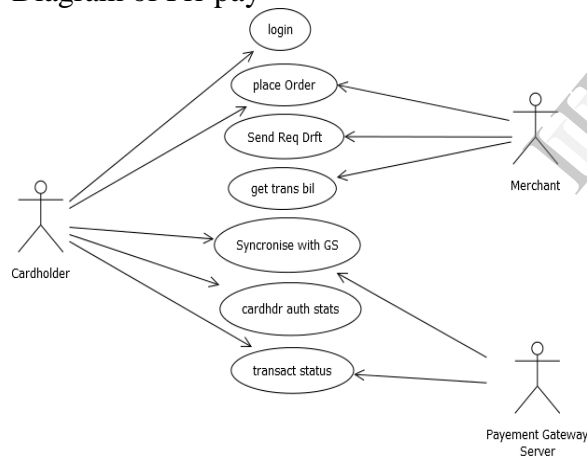 login
place Order
Send Req Drft
get trans bil
Merchant
Syncronise with GS
Cardholder
cardhdr auth stats
transact status
Payement Gateway
Server